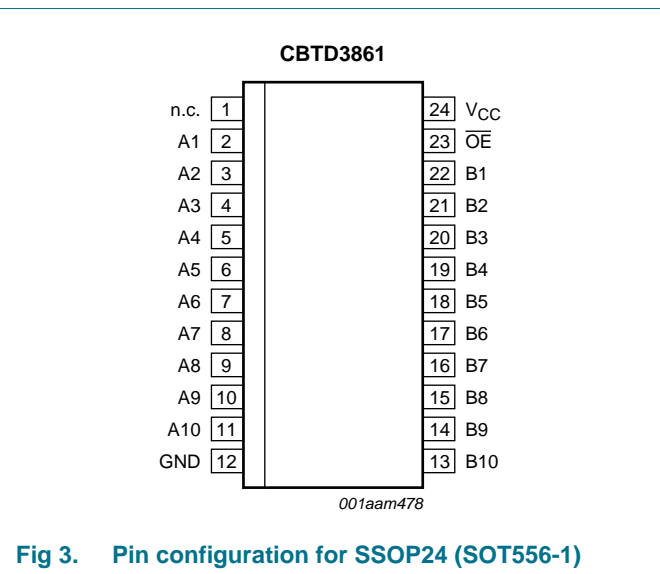 CBTD3861
n.c. 1 24 VCC
A1 2 23 OE
A2 3 22 B1
A3 4 21 B2
A4 5 20 B3
A5 6 19 B4
A6 7 18 B5
A7 8 17 B6
A8 9 16 B7
A9 10 15 B8
A10 11 14 B9
GND 12 13 B10
001aam478
Fig 3. Pin configuration for SSOP24 (SOT556-1)